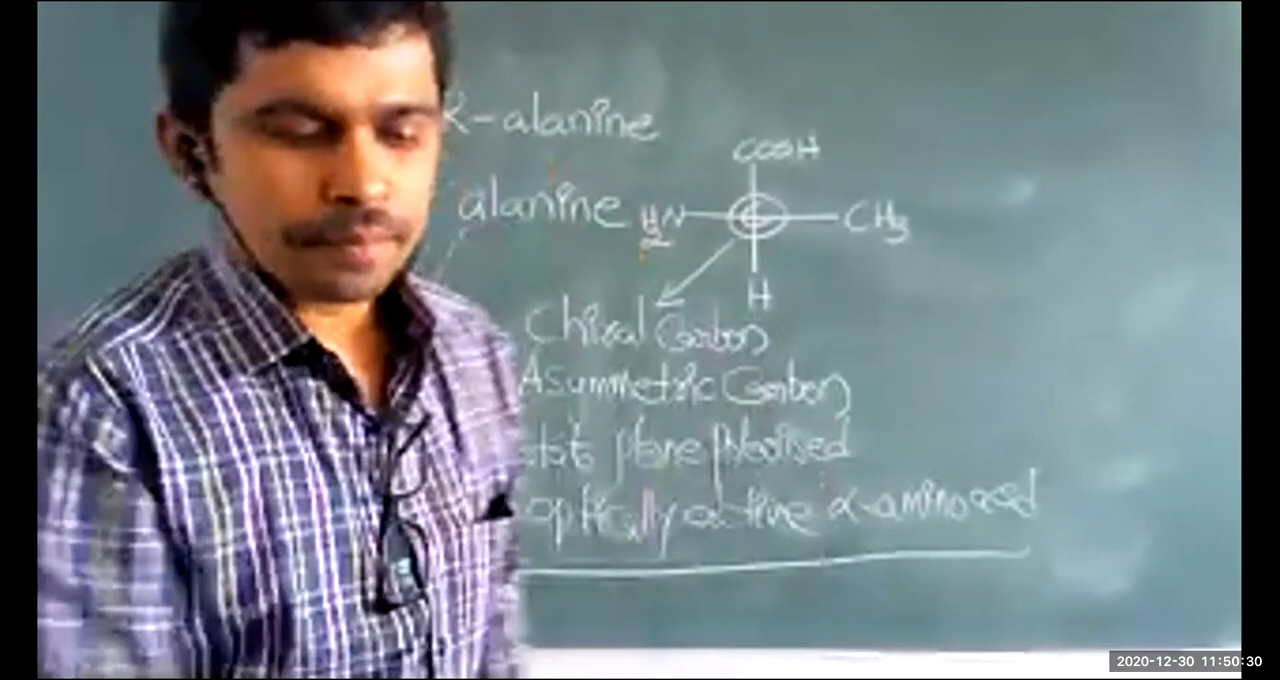 R-alanine
COOH
alanine H2N-C-CH3
H
Chiral Carbon
Asymmetric Carbon
plane polarised
optically active α-amino acid
2020-12-30 11:50:30